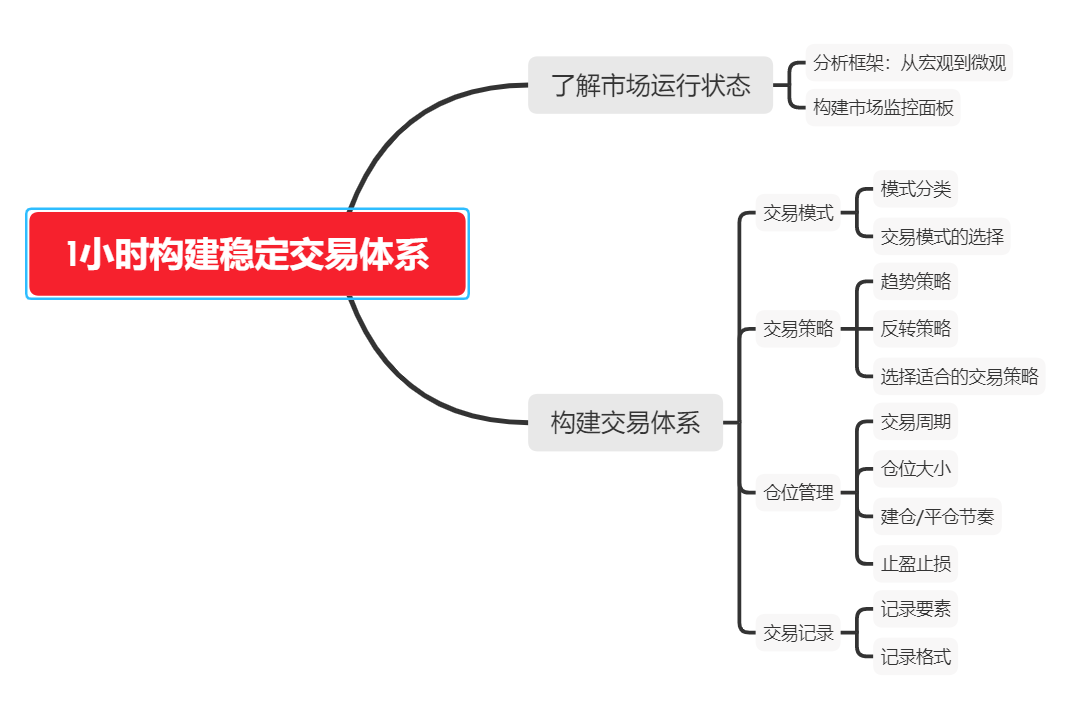 1小时构建稳定交易体系
了解市场运行状态
分析框架：从宏观到微观
构建市场监控面板
构建交易体系
交易模式
模式分类
交易模式的选择
交易策略
趋势策略
反转策略
选择适合的交易策略
仓位管理
交易周期
仓位大小
建仓/平仓节奏
止盈止损
交易记录
记录要素
记录格式